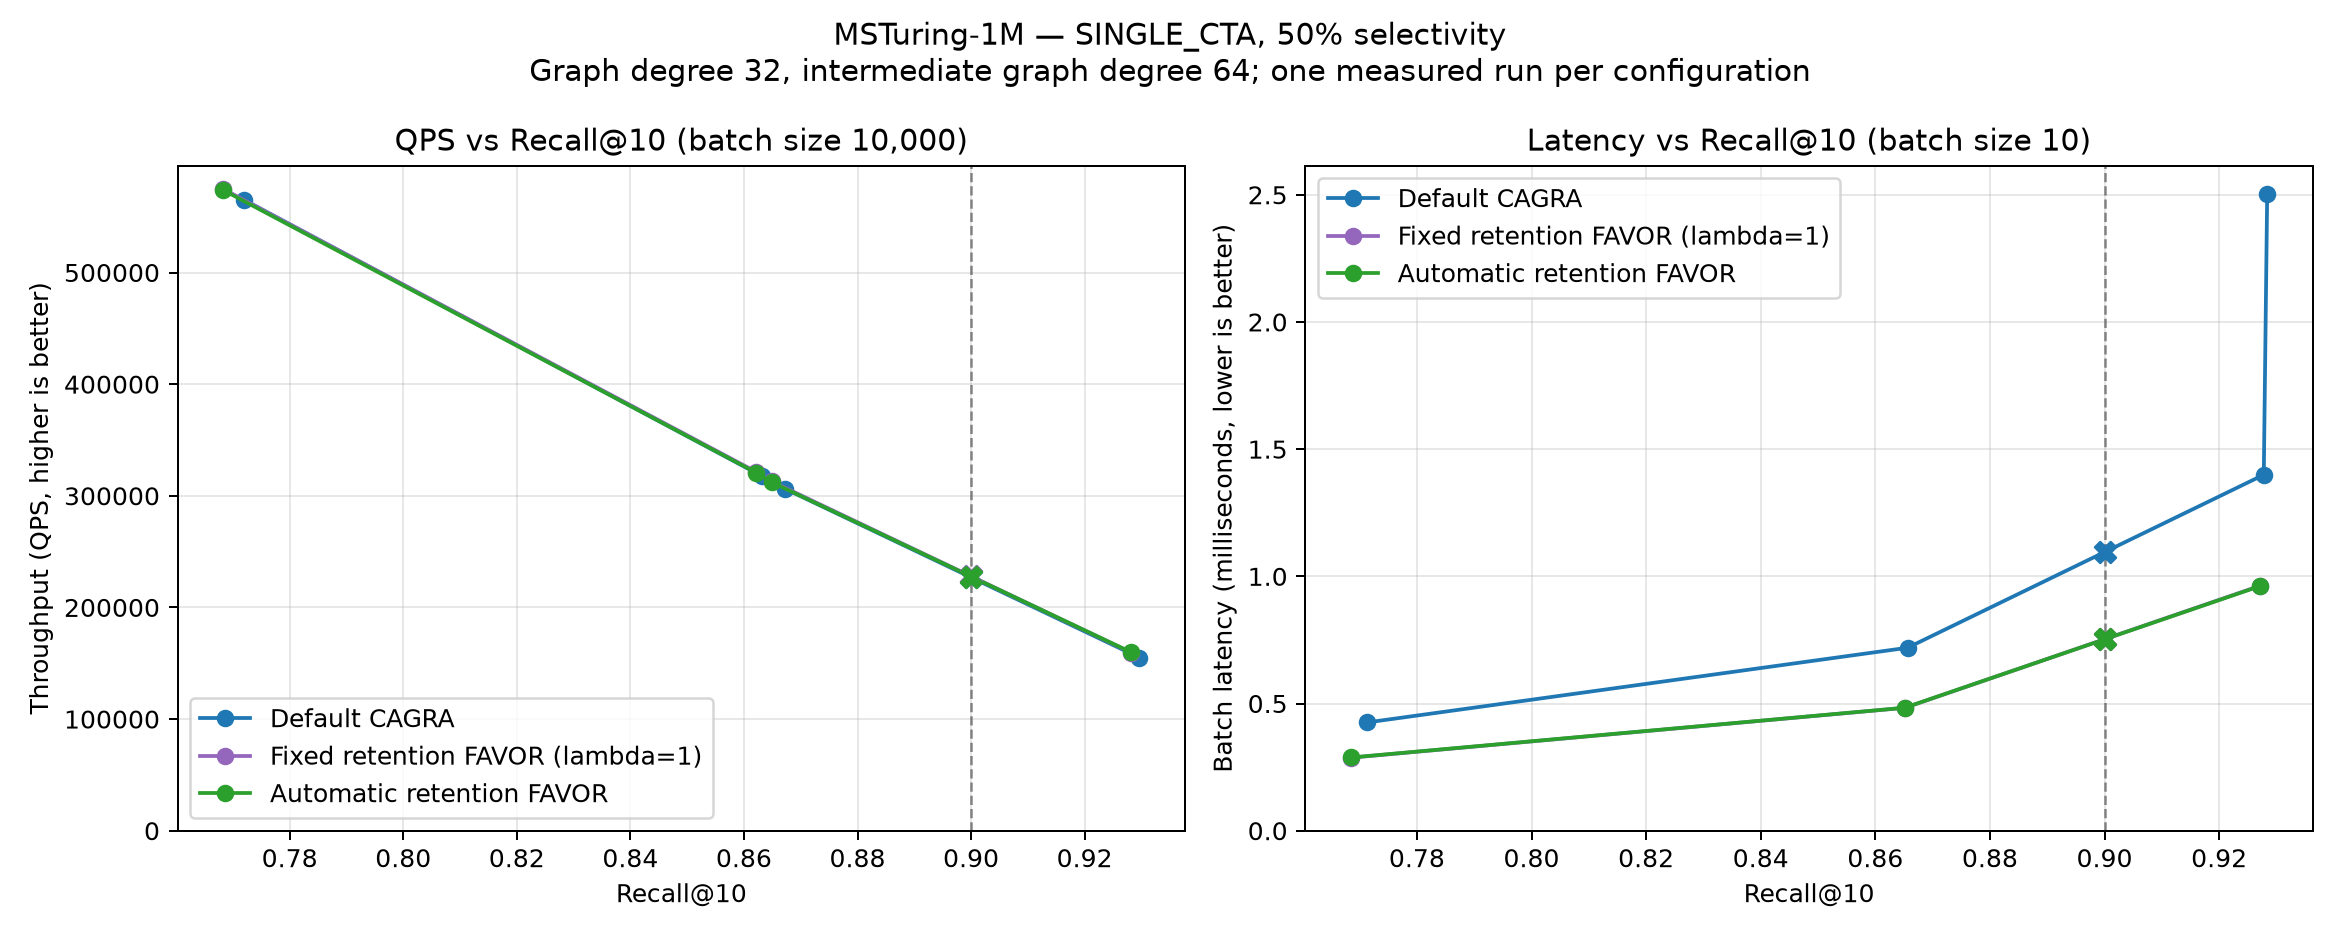 MSTuring-1M — SINGLE_CTA, 50% selectivity
Graph degree 32, intermediate graph degree 64; one measured run per configuration
QPS vs Recall@10 (batch size 10,000)
Throughput (QPS, higher is better)
500000
400000
300000
200000
100000
0
Default CAGRA
Fixed retention FAVOR (lambda=1)
Automatic retention FAVOR
0.78 0.80 0.82 0.84 0.86 0.88 0.90 0.92
Recall@10
Latency vs Recall@10 (batch size 10)
Batch latency (milliseconds, lower is better)
2.5
2.0
1.5
1.0
0.5
0.0
Default CAGRA
Fixed retention FAVOR (lambda=1)
Automatic retention FAVOR
0.78 0.80 0.82 0.84 0.86 0.88 0.90 0.92
Recall@10